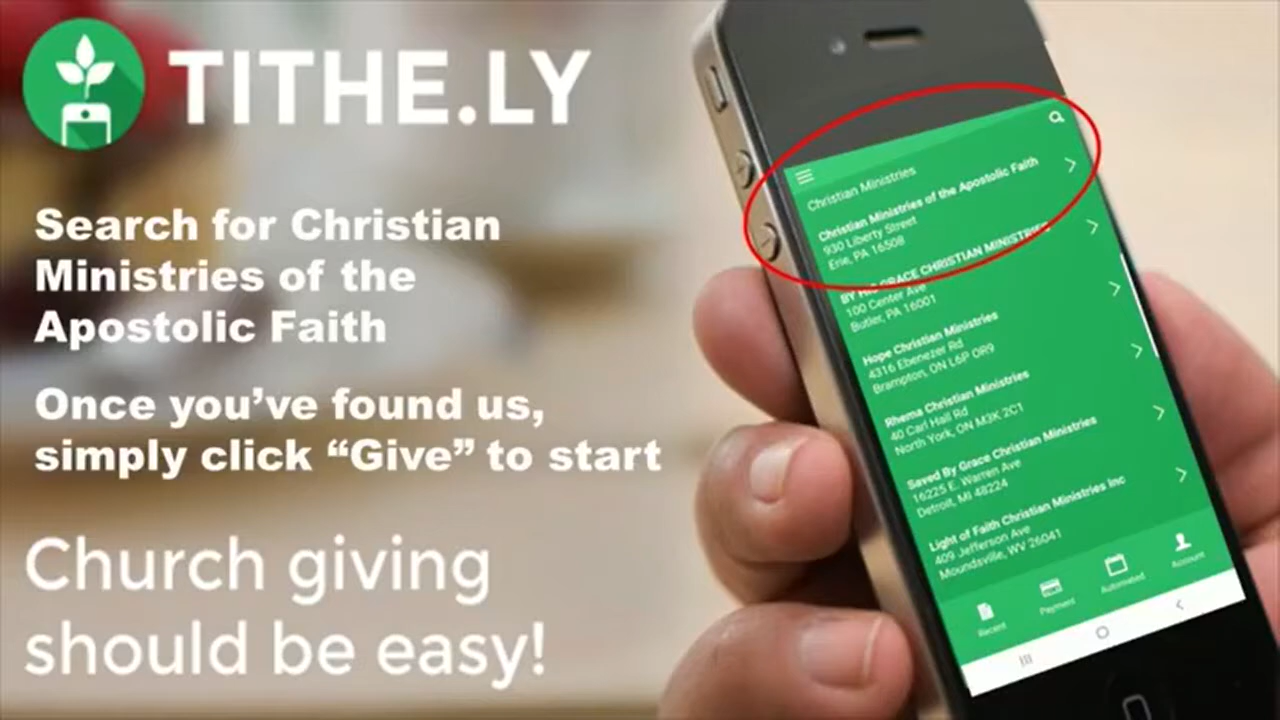 TITHE.LY
Search for Christian
Ministries of the
Apostolic Faith
Once you've found us,
simply click “Give” to start
Church giving
should be easy!
Christian Ministries
Christian Ministries of the Apostolic Faith
930 Liberty Street
Erie, PA 16508
BY HIS GRACE CHRISTIAN MINISTRIES
100 Center Ave
Butler, PA 16001
Hope Christian Ministries
4316 Ebenezer Rd
Brampton, ON L6P 0R9
Rhema Christian Ministries
40 Carl Hall Rd
North York, ON M3K 2C1
Saved By Grace Christian Ministries
16225 E. Warren Ave
Detroit, MI 48224
Light of Faith Christian Ministries Inc
409 Jefferson Ave
Moundsville, WV 26041
Recent
Payment
Automated
Account